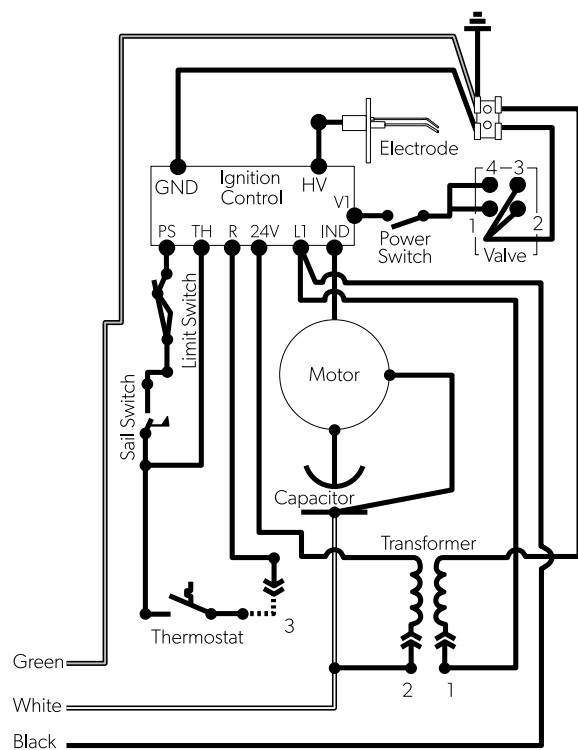 Electrode
GND
Ignition
Control
HV
V1
4 3
1
2
Valve
Power
Switch
PS TH R 24V L1 IND
Limit Switch
Sail Switch
Motor
Capacitor
Transformer
Thermostat
3
2
1
Green
White
Black